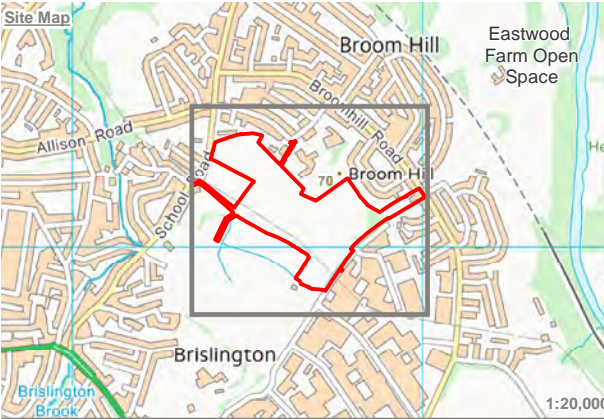 Site Map
Broom Hill
Eastwood
Farm Open
Space
Broomhill Road
Allison Road
School Road
70
Broom Hill
He
Brislington
Brislington
Brook
1:20,000